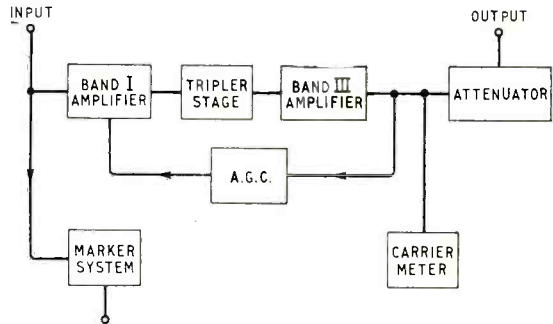 INPUT
OUTPUT
BAND I
AMPLIFIER
TRIPLER
STAGE
BAND III
AMPLIFIER
ATTENUATOR
A.G.C.
MARKER
SYSTEM
CARRIER
METER